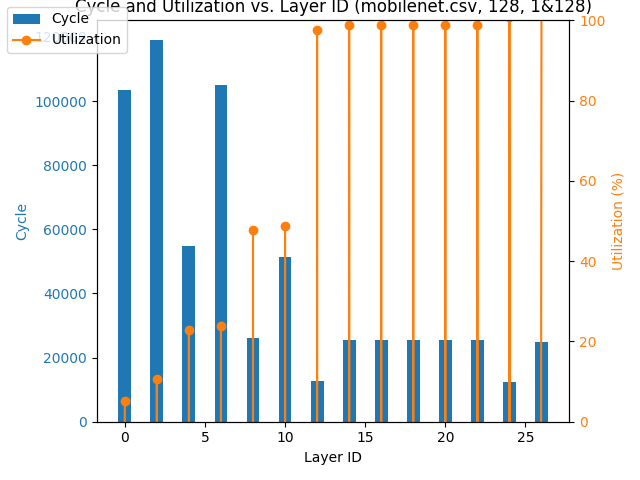 Cycle and Utilization vs. Layer ID (mobilenet.csv, 128, 1&128)
Cycle
Utilization
120000
100000
80000
60000
40000
20000
0
Cycle
100
80
60
40
20
0
Utilization (%)
0 5 10 15 20 25
Layer ID